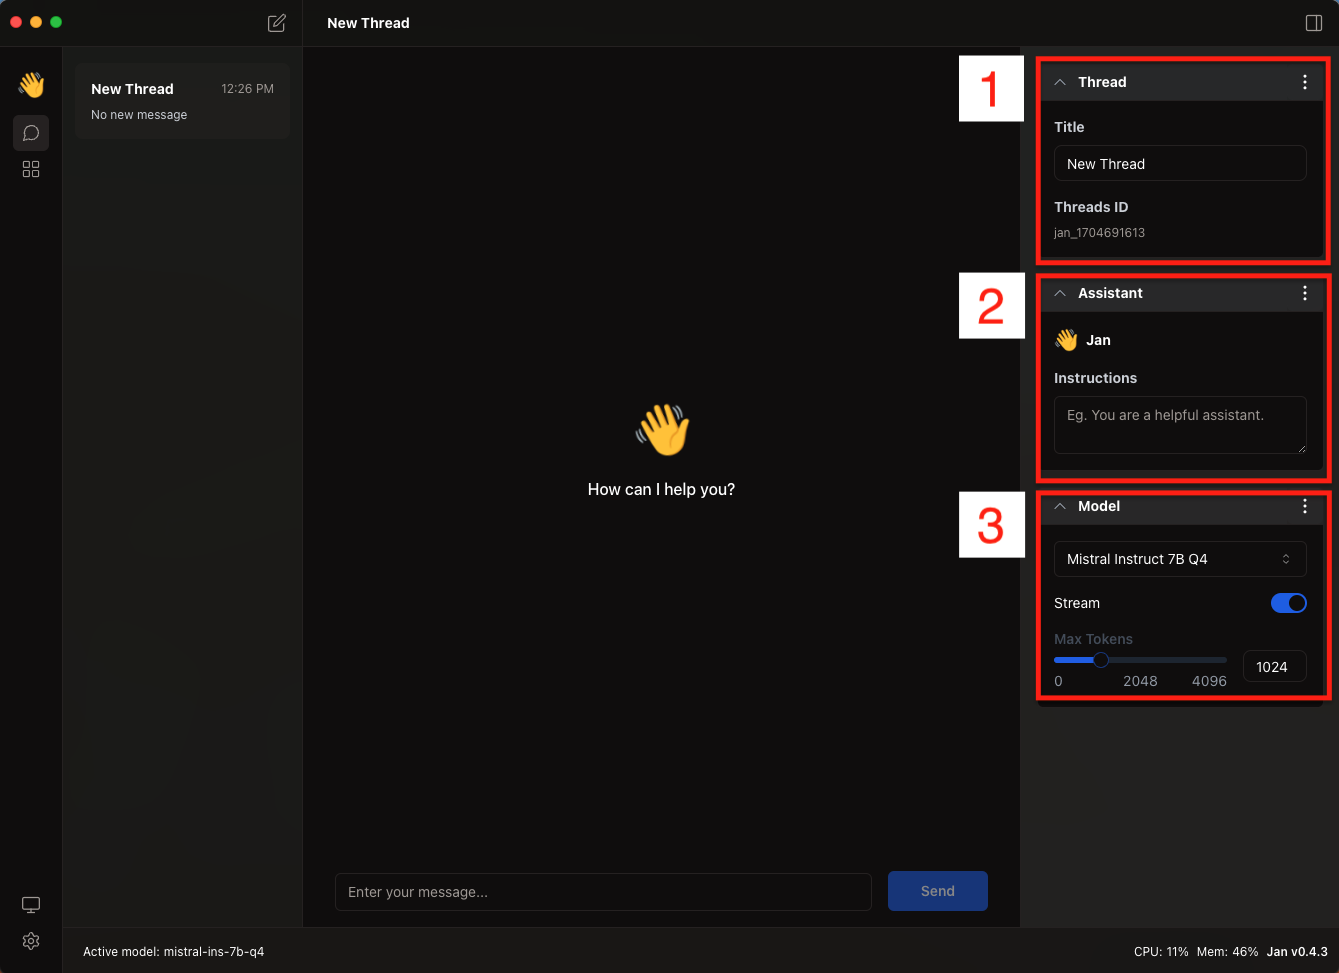 New Thread
New Thread 12:26 PM
No new message
How can I help you?
Enter your message...
Send
1
Thread
Title
New Thread
Threads ID
jan_1704691613
2
Assistant
Jan
Instructions
Eg. You are a helpful assistant.
3
Model
Mistral Instruct 7B Q4
Stream
Max Tokens
1024
0 2048 4096
Active model: mistral-ins-7b-q4
CPU: 11% Mem: 46% Jan v0.4.3